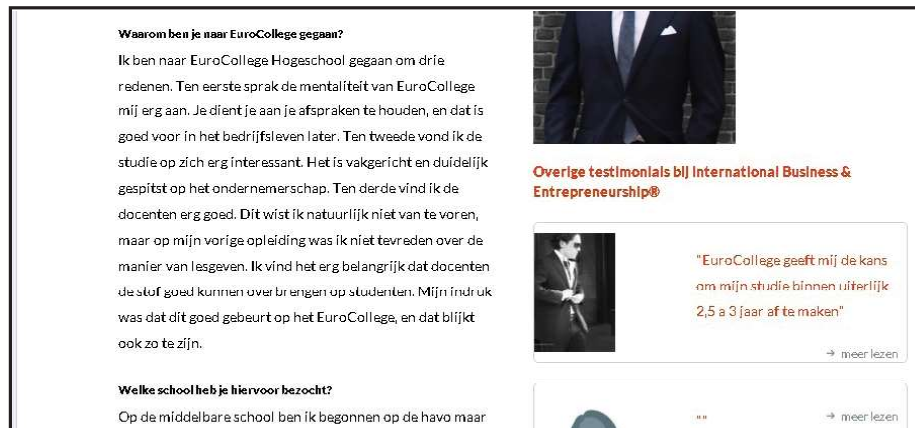 Waarom ben je naar EuroCollege gegaan?
Ik ben naar EuroCollege Hogeschool gegaan om drie
redenen. Ten eerste sprak de mentaliteit van EuroCollege
mij erg aan. Je dient je aan je afspraken te houden, en dat is
goed voor in het bedrijfsleven later. Ten tweede vond ik de
studie op zich erg interessant. Het is vakgericht en duidelijk
gespitst op het ondernemerschap. Ten derde vind ik de
docenten erg goed. Dit wist ik natuurlijk niet van te voren,
maar op mijn vorige opleiding was ik niet tevreden over de
manier van lesgeven. Ik vind het erg belangrijk dat docenten
de stof goed kunnen overbrengen op studenten. Mijn indruk
was dat dit goed gebeurt op het EuroCollege, en dat blijkt
ook zo te zijn.
Welke school heb je hiervoor bezocht?
Op de middelbare school ben ik begonnen op de havo maar
Overige testimonials bij International Business &
Entrepreneurship®
"EuroCollege geeft mij de kans
om mijn studie binnen uiterlijk
2,5 a 3 jaar af te maken"
→ meer lezen
""
→ meer lezen